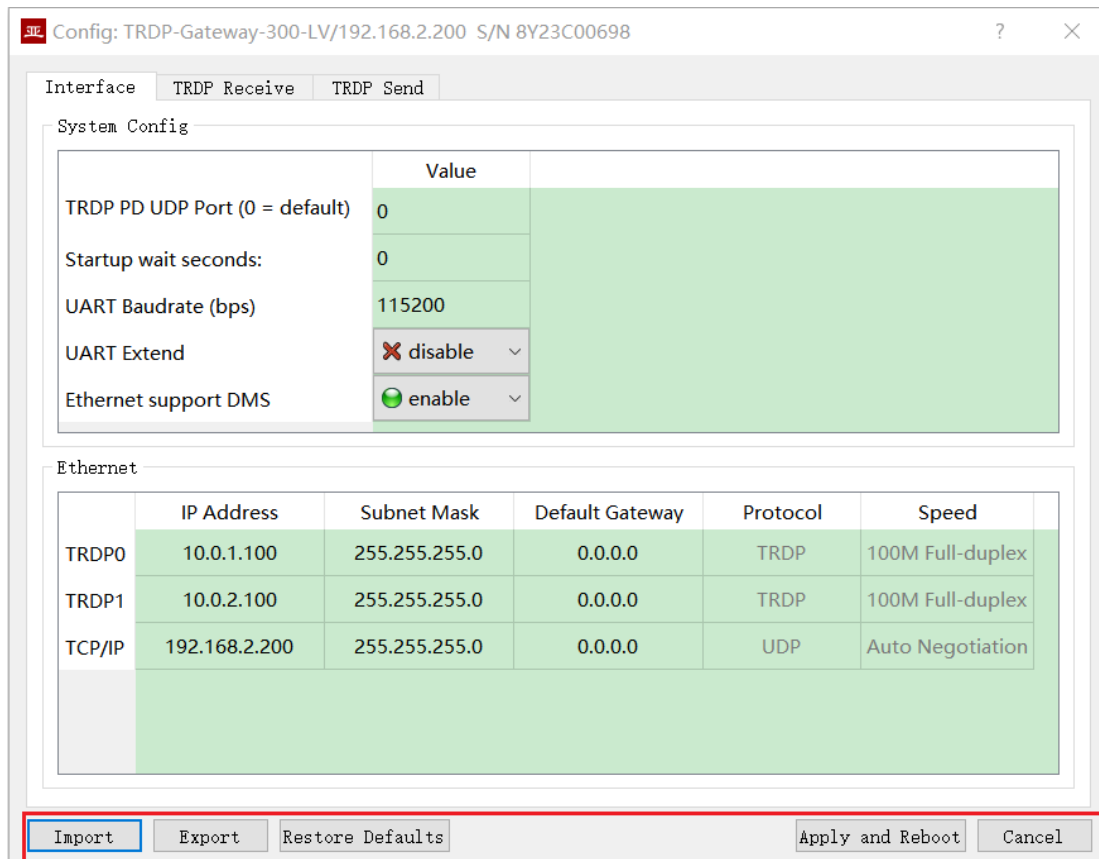 亚 Config: TRDP-Gateway-300-LV/192.168.2.200 S/N 8Y23C00698 ?
Interface TRDP Receive TRDP Send
System Config
Value
TRDP PD UDP Port (0 = default) 0
Startup wait seconds: 0
UART Baudrate (bps) 115200
UART Extend disable
Ethernet support DMS enable
Ethernet
IP Address Subnet Mask Default Gateway Protocol Speed
TRDP0 10.0.1.100 255.255.255.0 0.0.0.0 TRDP 100M Full-duplex
TRDP1 10.0.2.100 255.255.255.0 0.0.0.0 TRDP 100M Full-duplex
TCP/IP 192.168.2.200 255.255.255.0 0.0.0.0 UDP Auto Negotiation
Import Export Restore Defaults Apply and Reboot Cancel